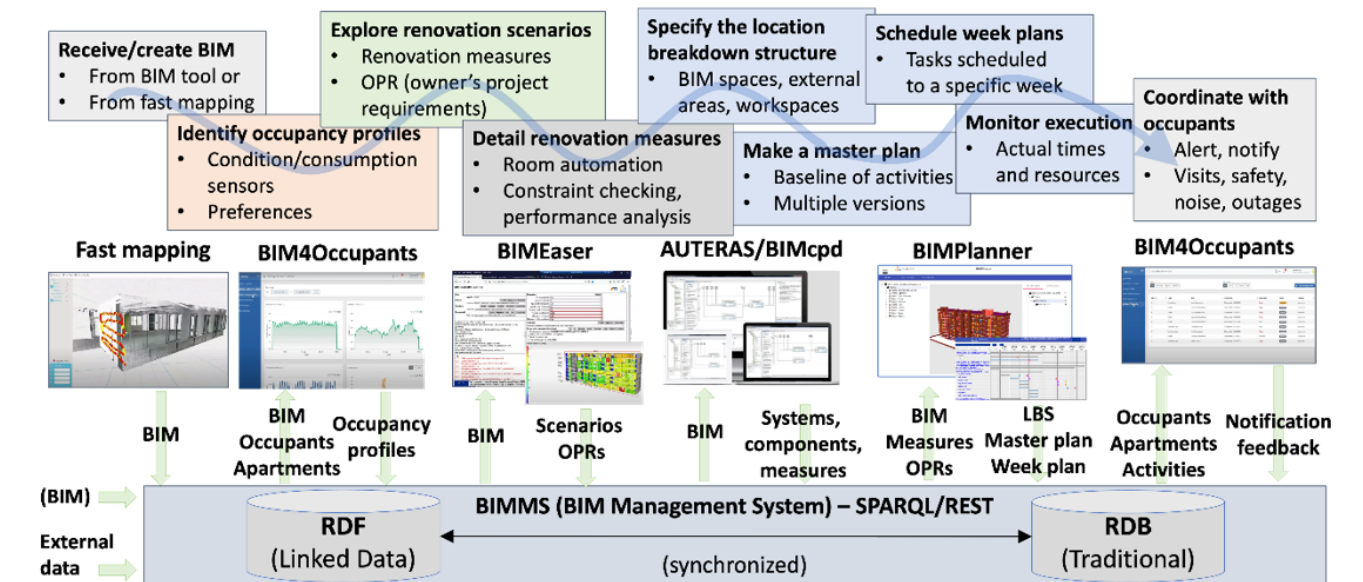 Receive/create BIM
• From BIM tool or
• From fast mapping
Identify occupancy profiles
• Condition/consumption
sensors
• Preferences
Explore renovation scenarios
• Renovation measures
• OPR (owner's project
requirements)
Detail renovation measures
• Room automation
• Constraint checking,
performance analysis
Specify the location
breakdown structure
• BIM spaces, external
areas, workspaces
Make a master plan
• Baseline of activities
• Multiple versions
Schedule week plans
• Tasks scheduled
to a specific week
Monitor execution
• Actual times
and resources
Coordinate with
occupants
• Alert, notify
• Visits, safety,
noise, outages
Fast mapping
BIM4Occupants
BIMEaser
AUTERAS/BIMcpd
BIMPlanner
BIM4Occupants
BIM
BIM
Occupants
Apartments
Occupancy
profiles
BIM
Scenarios
OPRs
BIM
Systems,
components,
measures
BIM
Measures
OPRs
LBS
Master plan
Week plan
Occupants
Apartments
Activities
Notification
feedback
(BIM)
External
data
BIMMS (BIM Management System) – SPARQL/REST
RDF
(Linked Data)
(synchronized)
RDB
(Traditional)